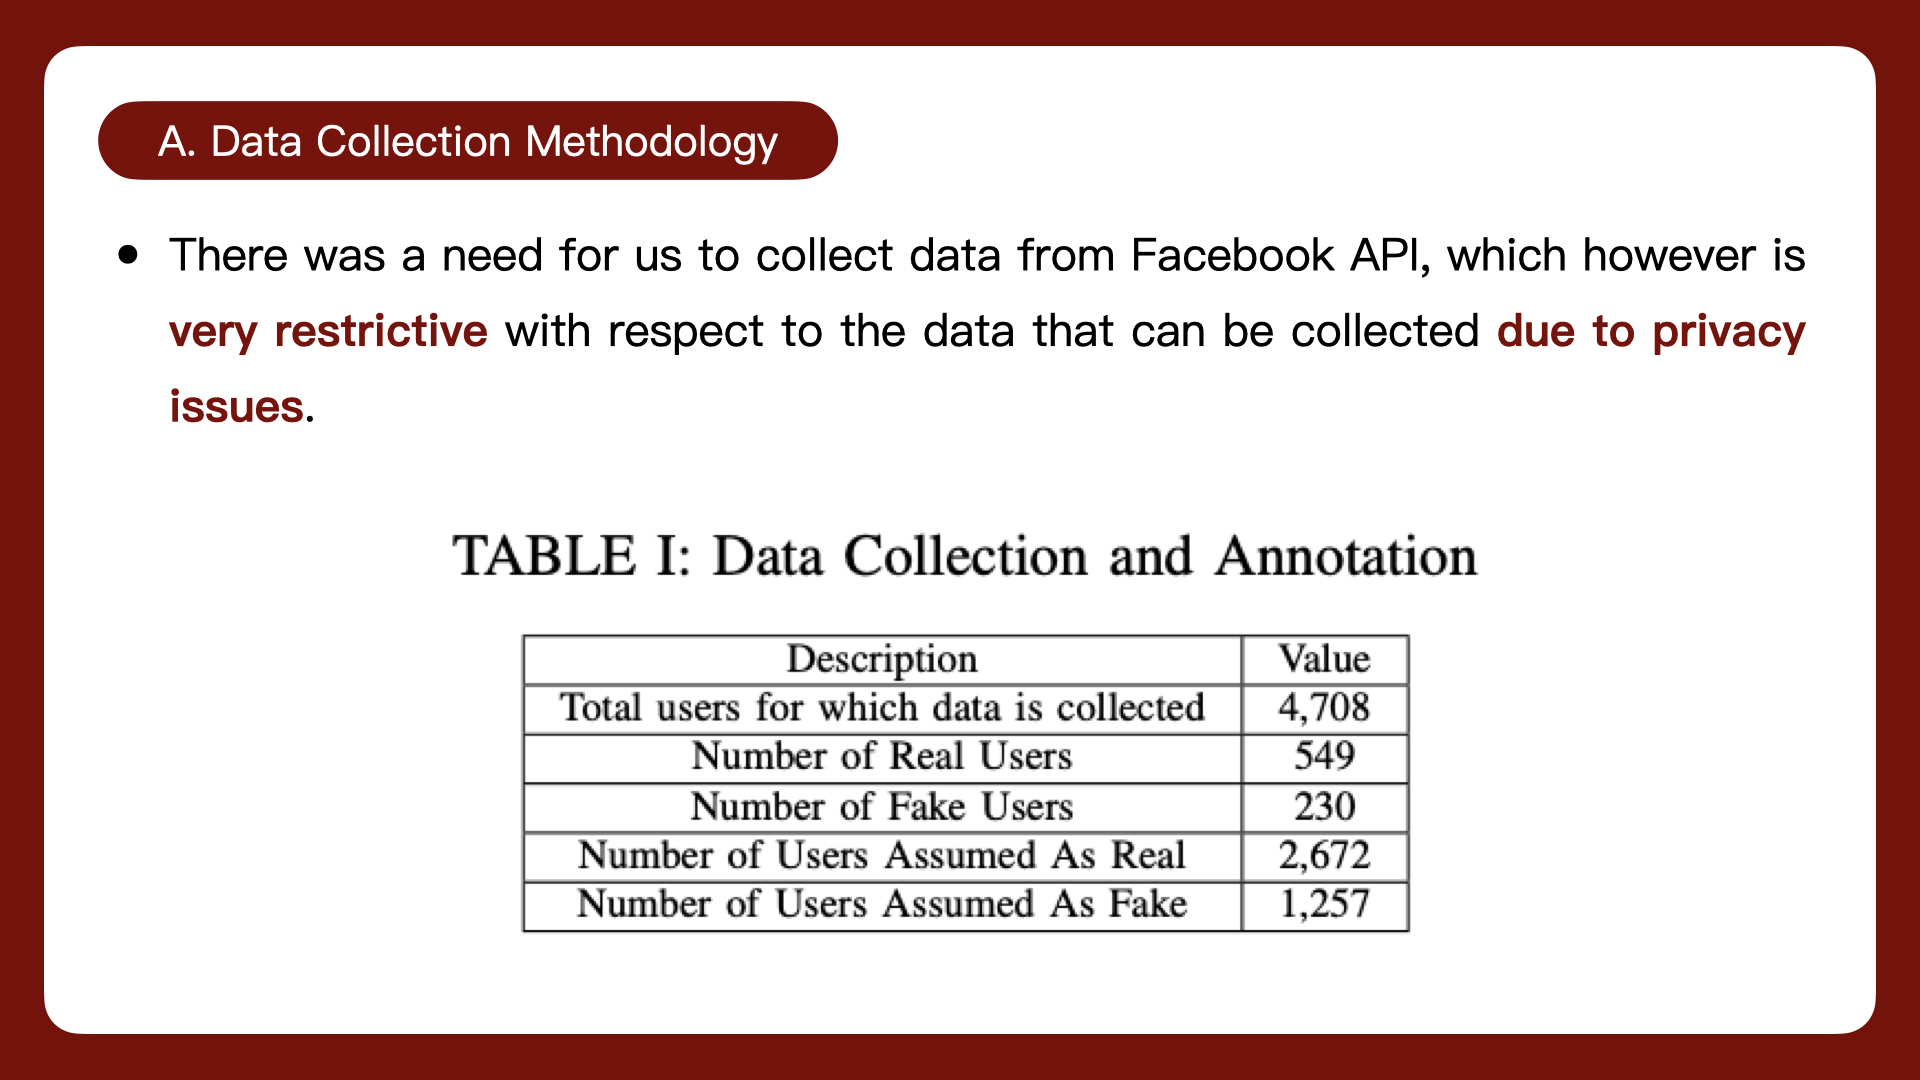 A. Data Collection Methodology
• There was a need for us to collect data from Facebook API, which however is
very restrictive with respect to the data that can be collected due to privacy
issues.
TABLE I: Data Collection and Annotation
Description Value
Total users for which data is collected 4,708
Number of Real Users 549
Number of Fake Users 230
Number of Users Assumed As Real 2,672
Number of Users Assumed As Fake 1,257